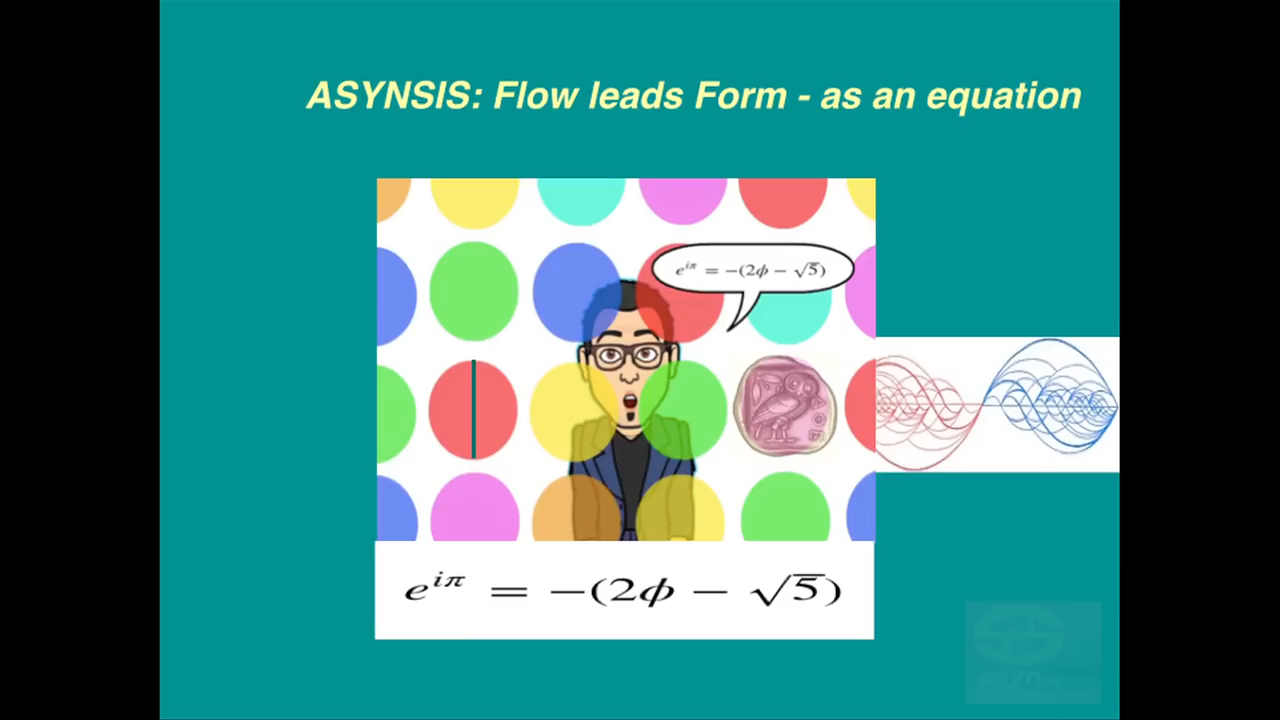 ASYNSIS: Flow leads Form - as an equation
e^{iπ} = −(2ϕ − √5)
e^{iπ} = −(2ϕ − √5)